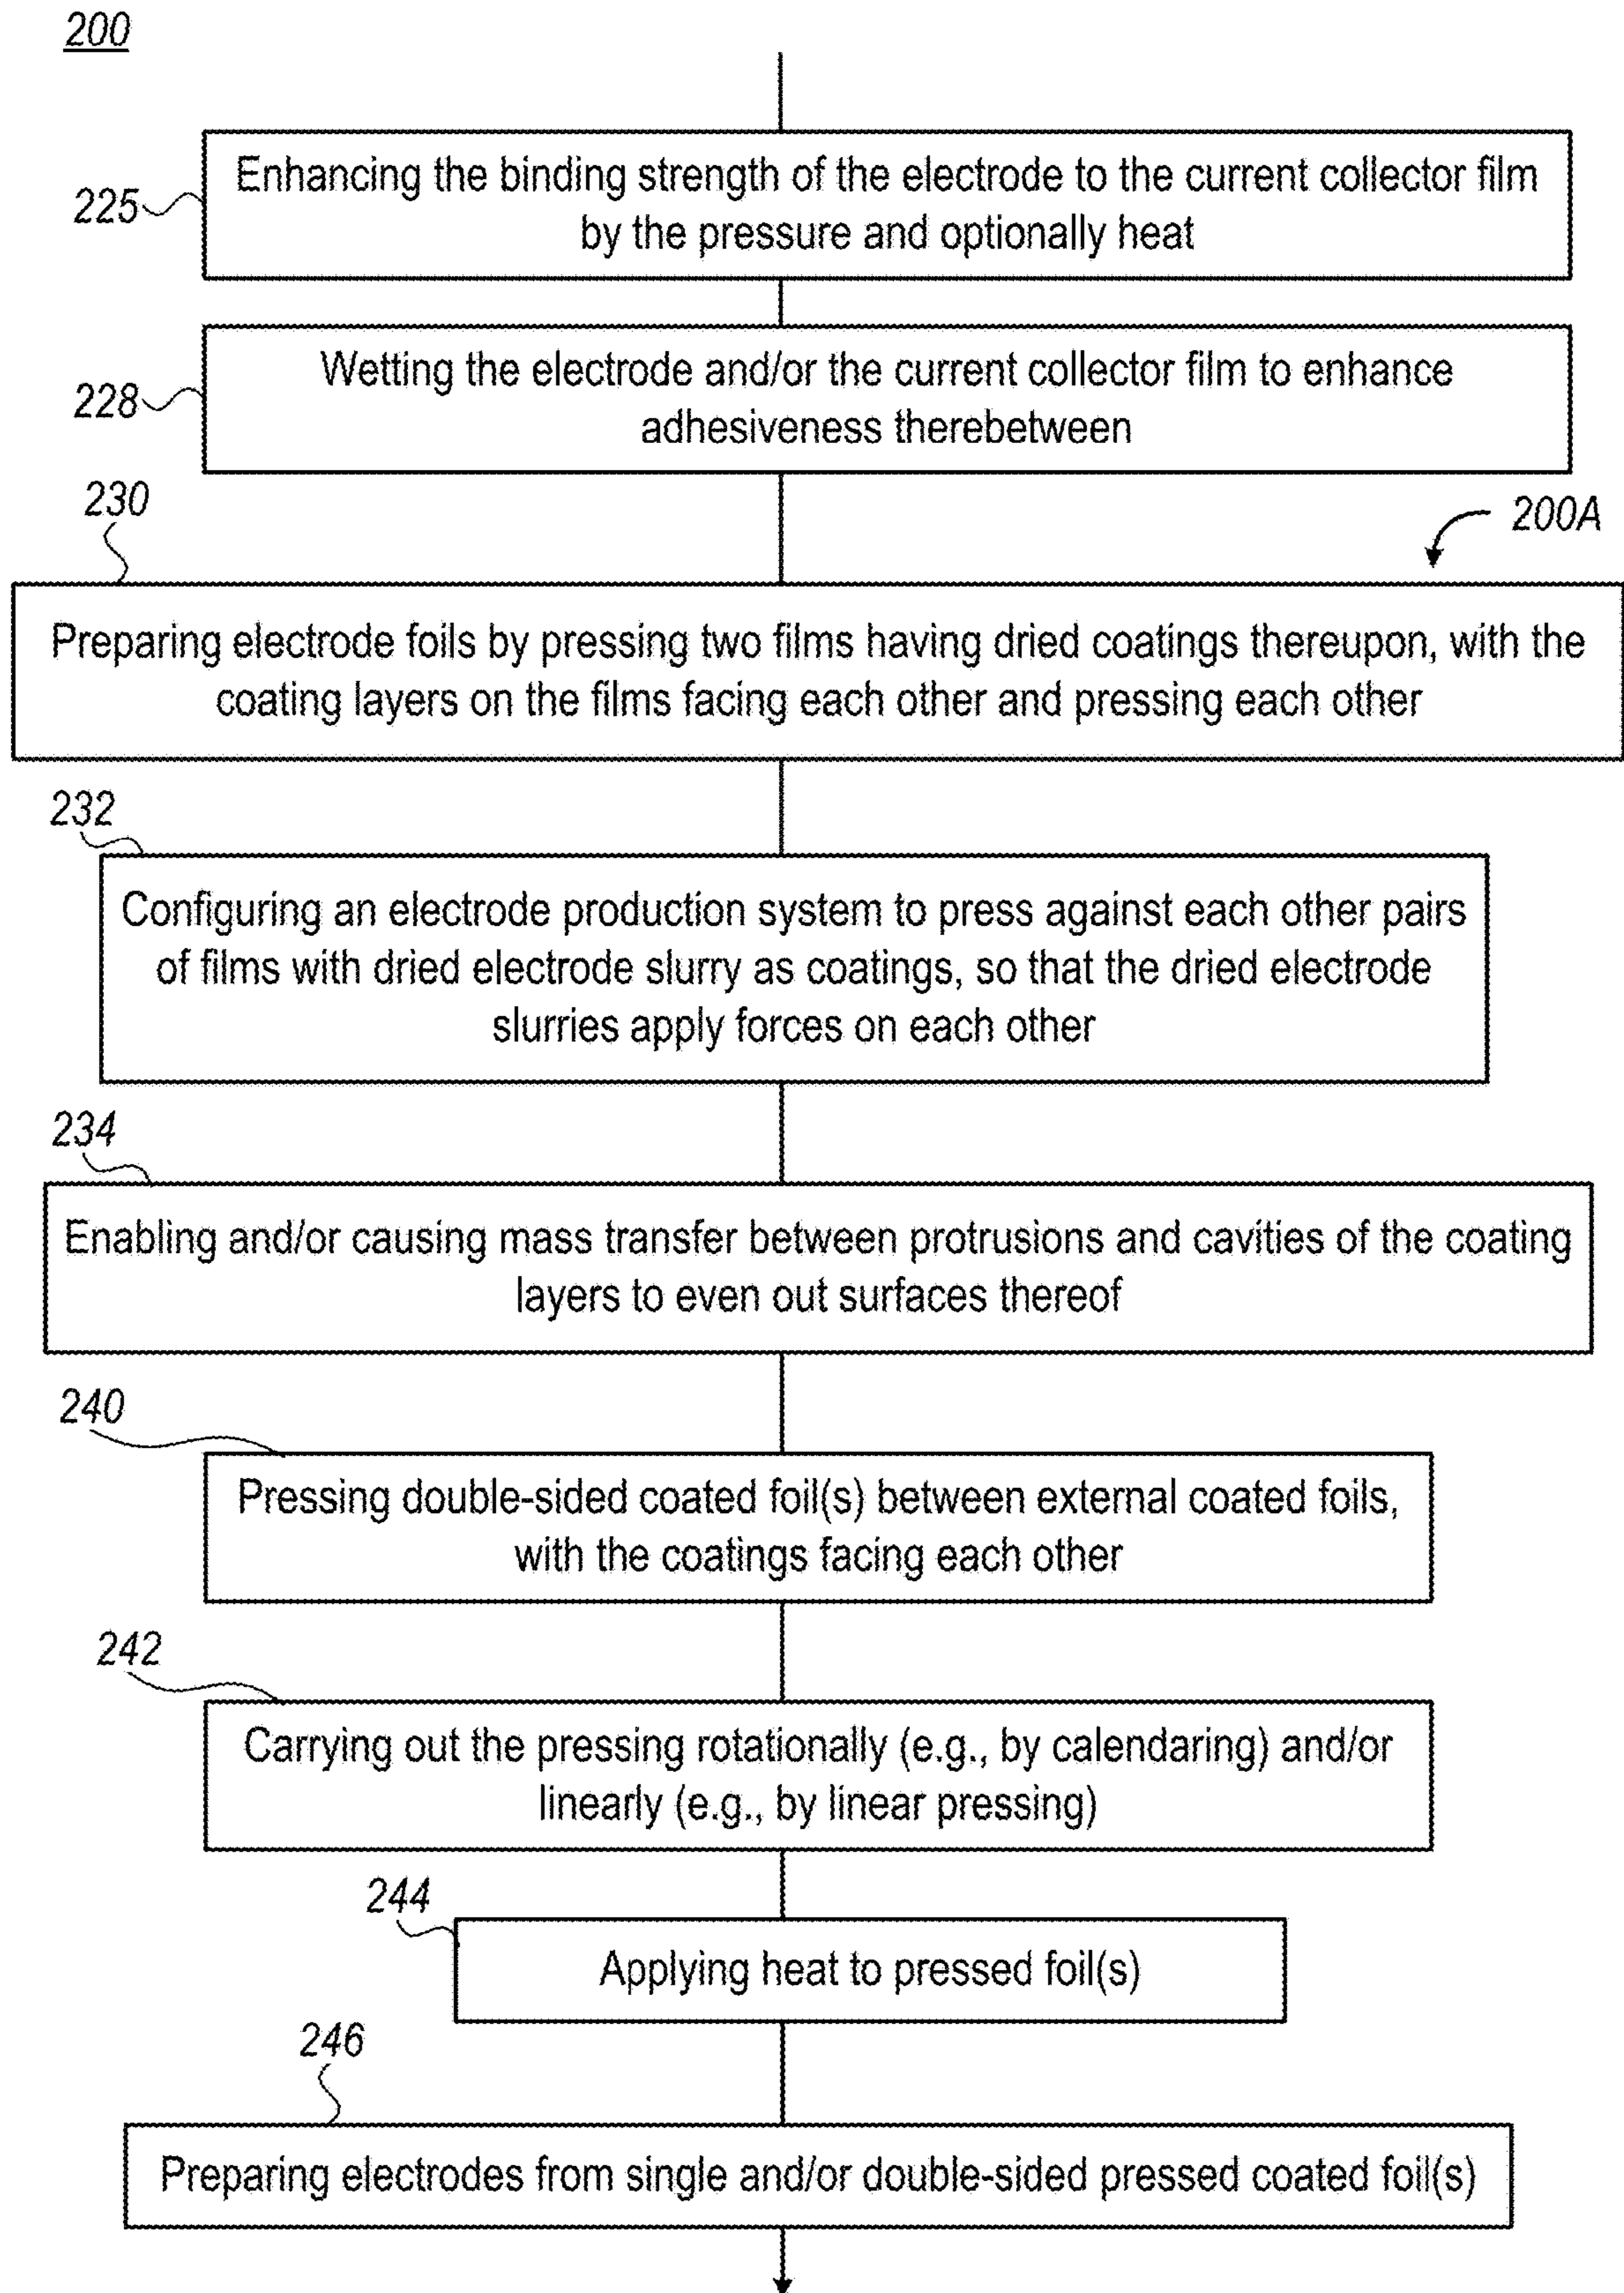 200
225
Enhancing the binding strength of the electrode to the current collector film
by the pressure and optionally heat
228
Wetting the electrode and/or the current collector film to enhance
adhesiveness therebetween
230
200A
Preparing electrode foils by pressing two films having dried coatings thereupon, with the
coating layers on the films facing each other and pressing each other
232
Configuring an electrode production system to press against each other pairs
of films with dried electrode slurry as coatings, so that the dried electrode
slurries apply forces on each other
234
Enabling and/or causing mass transfer between protrusions and cavities of the coating
layers to even out surfaces thereof
240
Pressing double-sided coated foil(s) between external coated foils,
with the coatings facing each other
242
Carrying out the pressing rotationally (e.g., by calendaring) and/or
linearly (e.g., by linear pressing)
244
Applying heat to pressed foil(s)
246
Preparing electrodes from single and/or double-sided pressed coated foil(s)